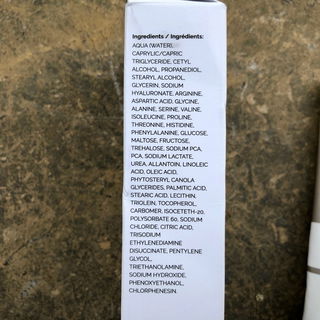 Ingredients / Ingrédients:
AQUA (WATER),
CAPRYLIC/CAPRIC
TRIGLYCERIDE, CETYL
ALCOHOL, PROPANEDIOL,
STEARYL ALCOHOL,
GLYCERIN, SODIUM
HYALURONATE, ARGININE,
ASPARTIC ACID, GLYCINE,
ALANINE, SERINE, VALINE,
ISOLEUCINE, PROLINE,
THREONINE, HISTIDINE,
PHENYLALANINE, GLUCOSE,
MALTOSE, FRUCTOSE,
TREHALOSE, SODIUM PCA,
PCA, SODIUM LACTATE,
UREA, ALLANTOIN, LINOLEIC
ACID, OLEIC ACID,
PHYTOSTERYL CANOLA
GLYCERIDES, PALMITIC ACID,
STEARIC ACID, LECITHIN,
TRIOLEIN, TOCOPHEROL,
CARBOMER, ISOCETETH-20,
POLYSORBATE 60, SODIUM
CHLORIDE, CITRIC ACID,
TRISODIUM
ETHYLENEDIAMINE
DISUCCINATE, PENTYLENE
GLYCOL,
TRIETHANOLAMINE,
SODIUM HYDROXIDE,
PHENOXYETHANOL,
CHLORPHENESIN.